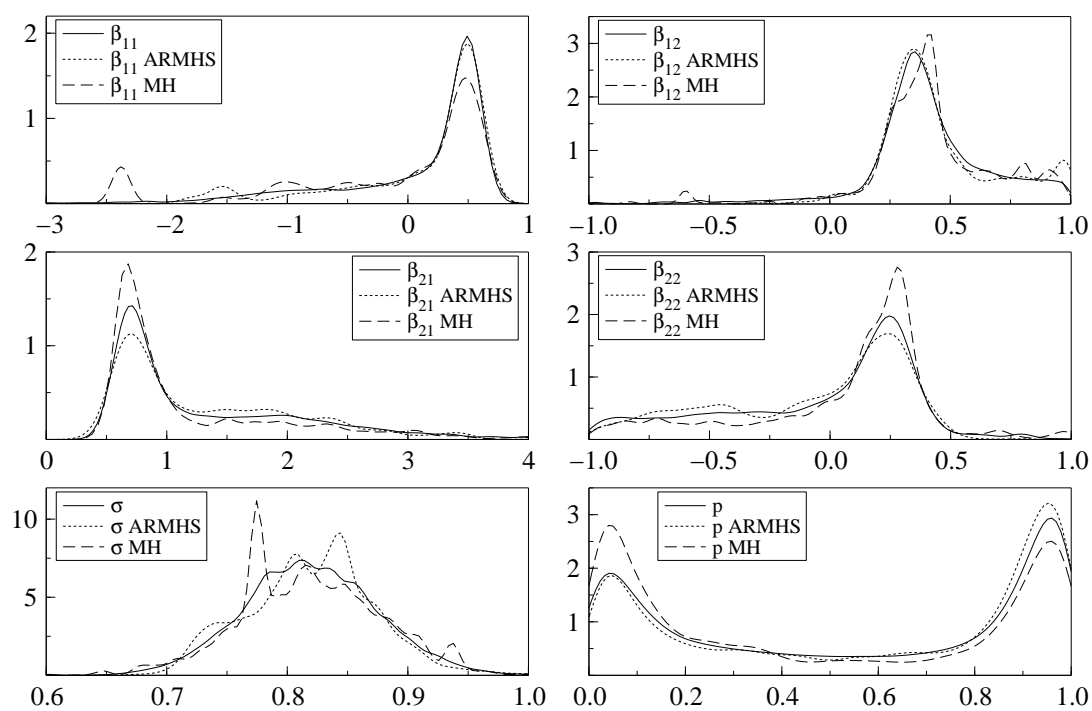 2
β11
β11 ARMHS
β11 MH
1
−3 −2 −1 0 1
3
β12
β12 ARMHS
β12 MH
2
1
−1.0 −0.5 0.0 0.5 1.0
2
β21
β21 ARMHS
β21 MH
1
0 1 2 3 4
3
β22
β22 ARMHS
β22 MH
2
1
−1.0 −0.5 0.0 0.5 1.0
10
σ
σ ARMHS
σ MH
5
0.6 0.7 0.8 0.9 1.0
3
p
p ARMHS
p MH
2
1
0.0 0.2 0.4 0.6 0.8 1.0